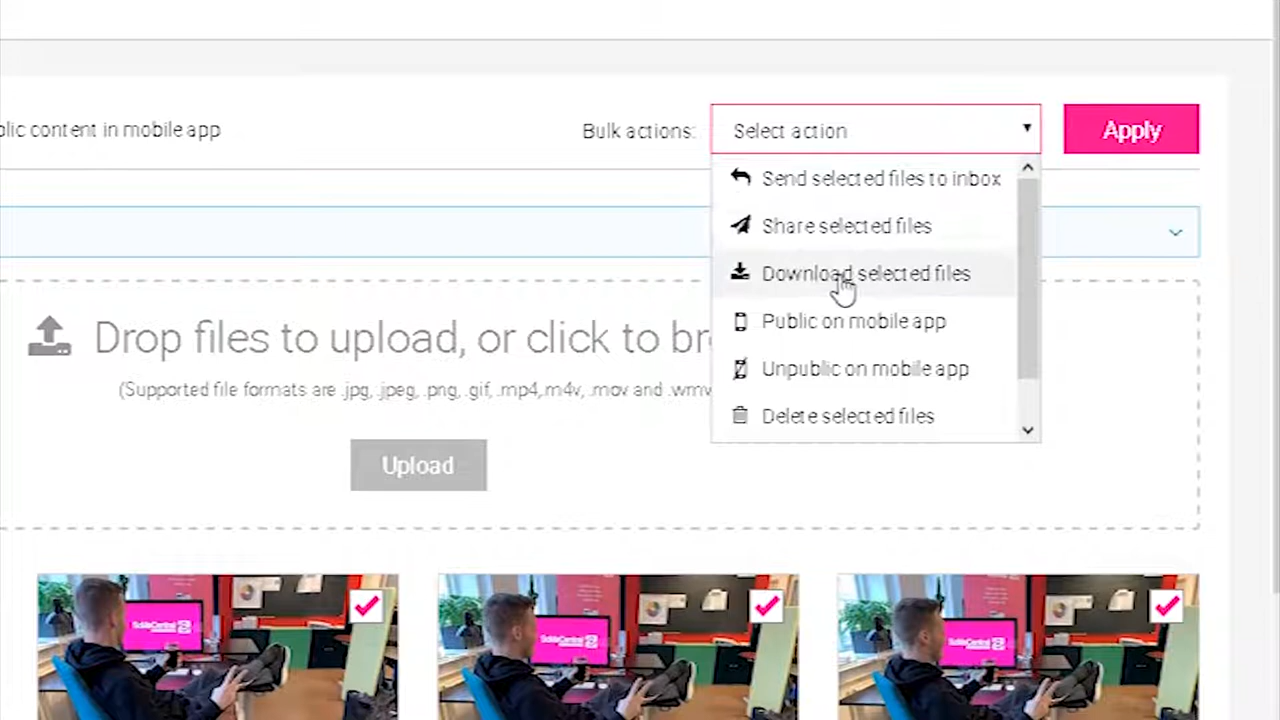 blic content in mobile app
Bulk actions:
Select action
Apply
Send selected files to inbox
Share selected files
Download selected files
Public on mobile app
Unpublic on mobile app
Delete selected files
Drop files to upload, or click to br
(Supported file formats are .jpg, .jpeg, .png, .gif, .mp4,.m4v, .mov and .wmv
Upload